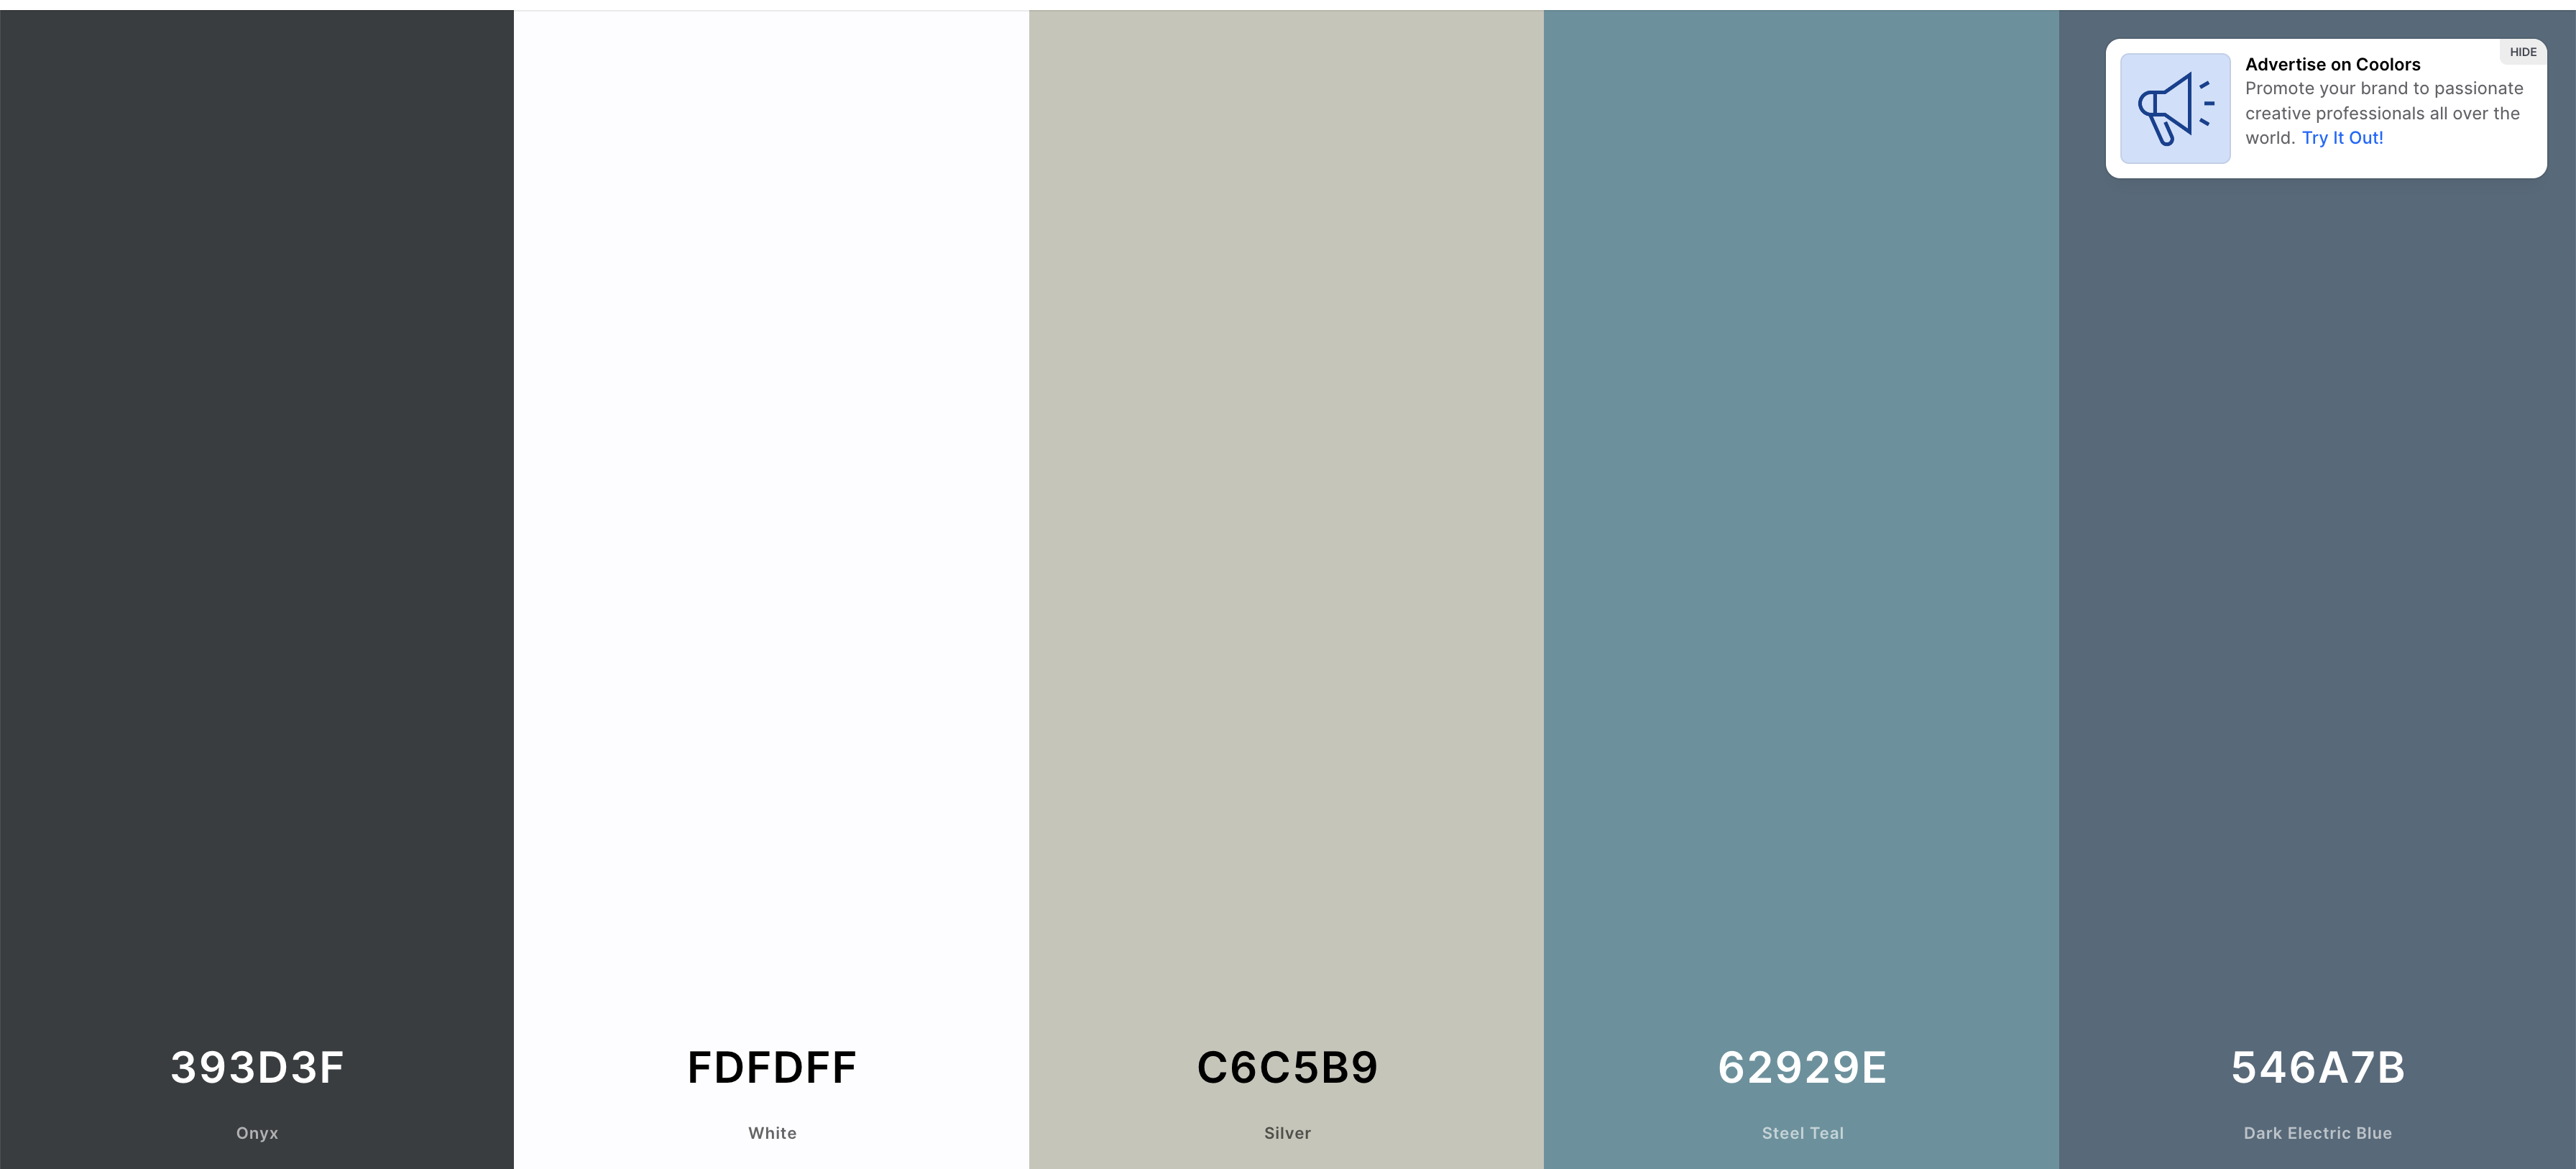 HIDE
Advertise on Coolors
Promote your brand to passionate
creative professionals all over the
world. Try It Out!
393D3F
FDFDFF
C6C5B9
62929E
546A7B
Onyx
White
Silver
Steel Teal
Dark Electric Blue